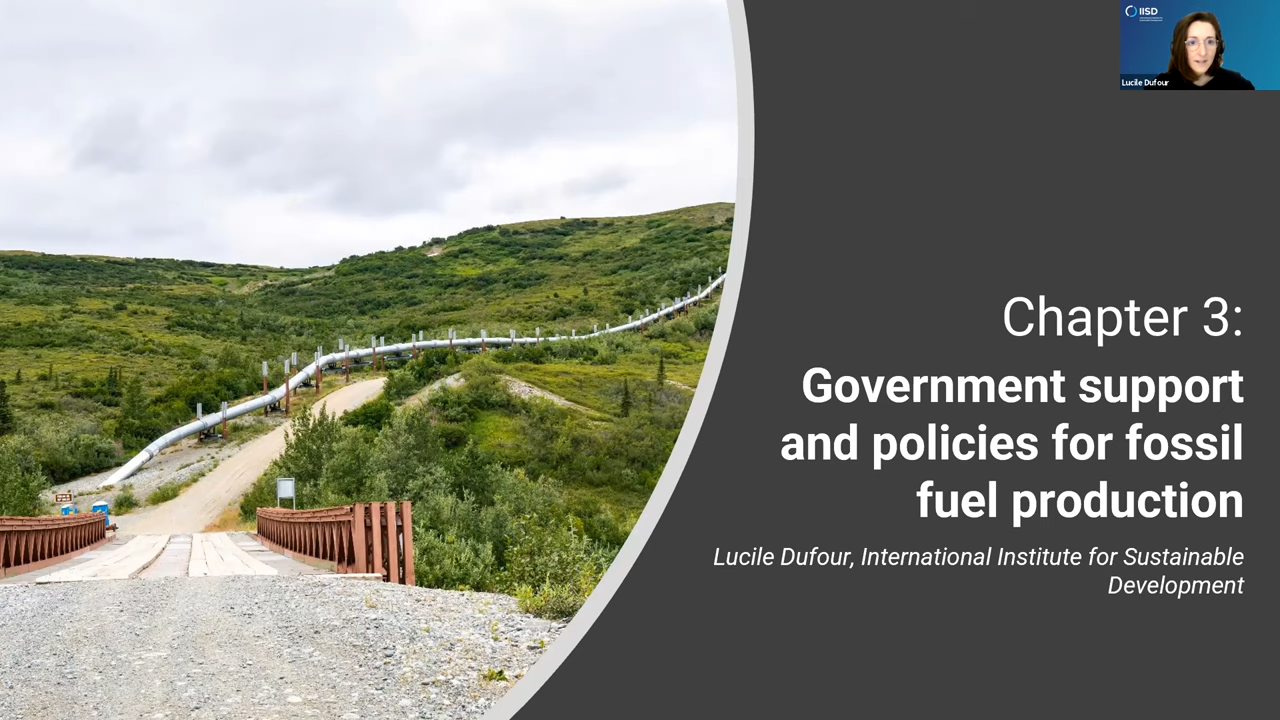 IISD
Lucile Dufour
Chapter 3:
Government support
and policies for fossil
fuel production
Lucile Dufour, International Institute for Sustainable
Development